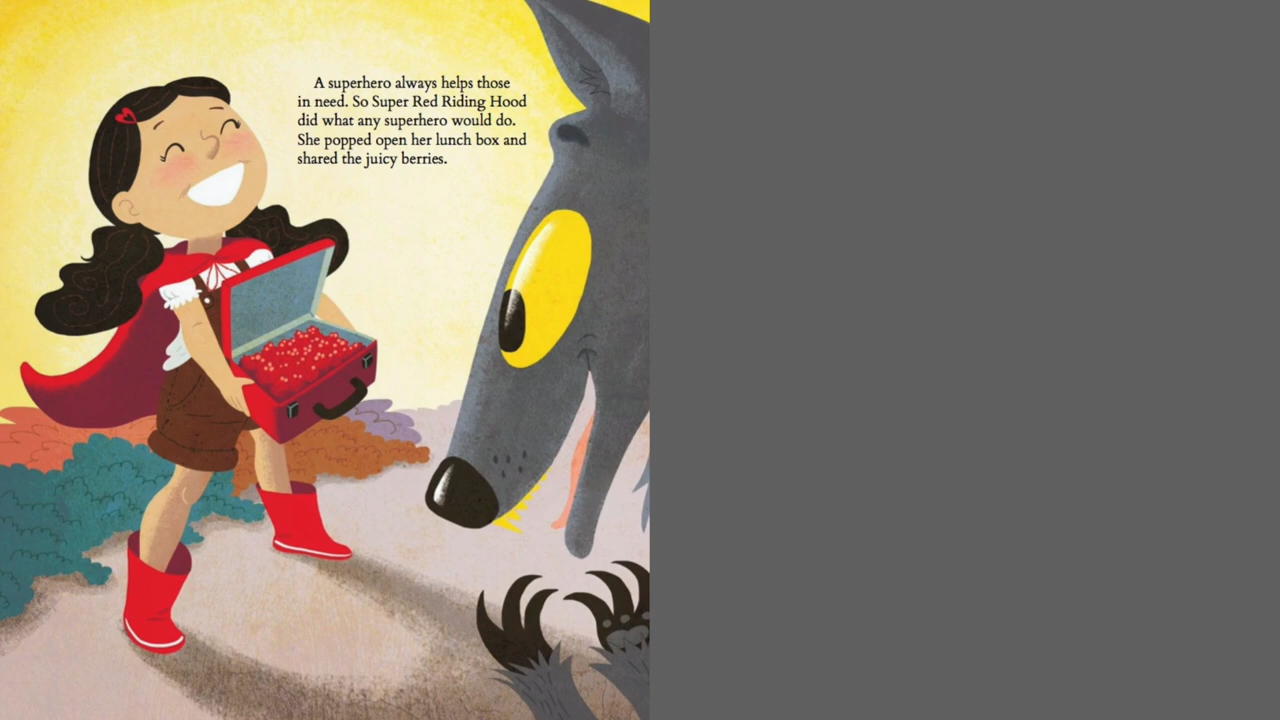 A superhero always helps those
in need. So Super Red Riding Hood
did what any superhero would do.
She popped open her lunch box and
shared the juicy berries.